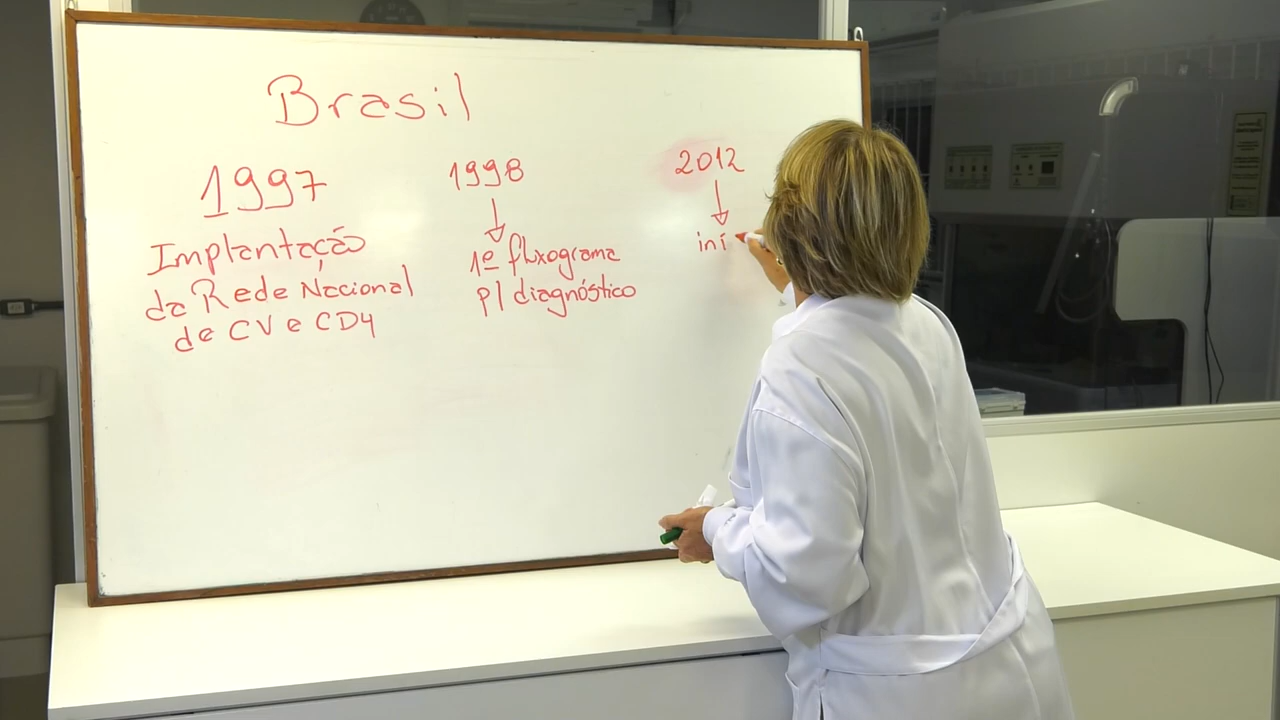 Brasil
1997
Implantação
da Rede Nacional
de CV e CD4
1998
1º fluxograma
p/ diagnóstico
2012
iní